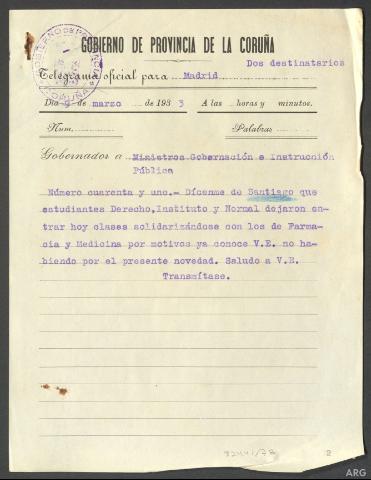 GOBIERNO DE PROVINCIA DE LA CORUÑA
Dos destinatarios
Telegrama oficial para Madrid
Día 9 de marzo de 1933 A las horas y minutos.
Núm. Palabras
Gobernador a Ministros Gobernación e Instrucción
Pública
Número cuarenta y uno.- Dícenme de Santiago que
estudiantes Derecho, Instituto y Normal dejaron en-
trar hoy clases solidarizándose con los de Farma-
cia y Medicina por motivos ya conoce V.E. no ha-
biendo por el presente novedad. Saludo a V.E.
Transmítase.
ARG